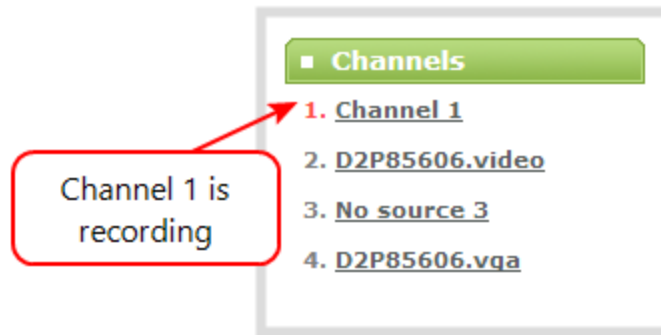 Channels
1. Channel 1
2. D2P85606.video
3. No source 3
4. D2P85606.vga
Channel 1 is
recording